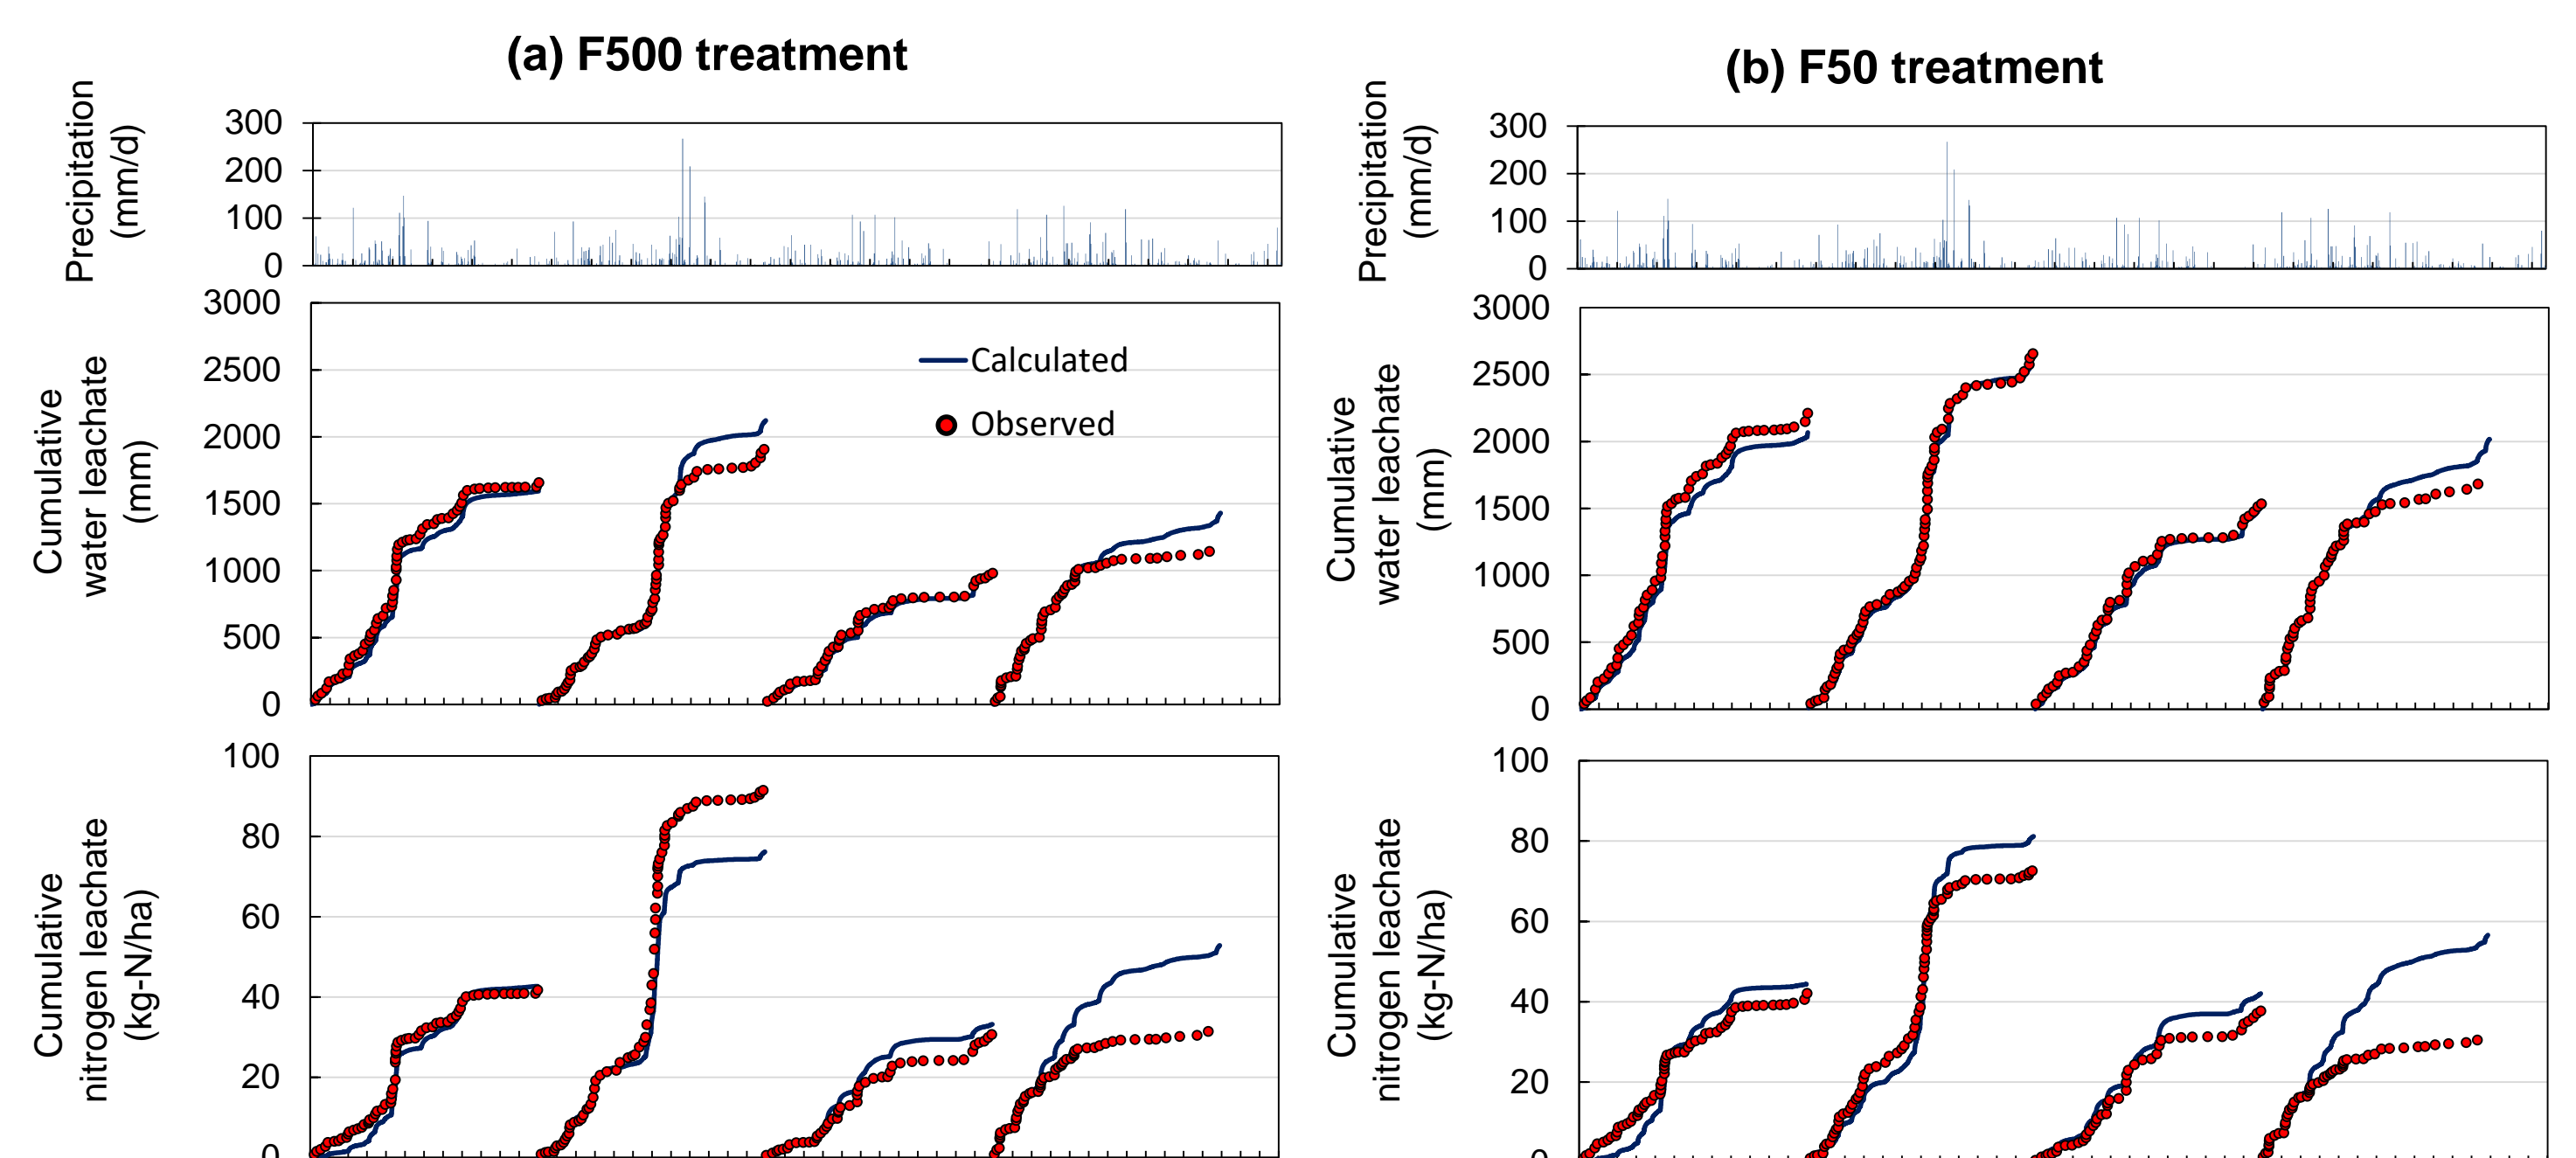 (a) F500 treatment
Precipitation
(mm/d)
300
200
100
0
Cumulative
water leachate
(mm)
3000
2500
2000
1500
1000
500
0
Calculated
Observed
Cumulative
nitrogen leachate
(kg-N/ha)
100
80
60
40
20
0
(b) F50 treatment
Precipitation
(mm/d)
300
200
100
0
Cumulative
water leachate
(mm)
3000
2500
2000
1500
1000
500
0
Cumulative
nitrogen leachate
(kg-N/ha)
100
80
60
40
20
0